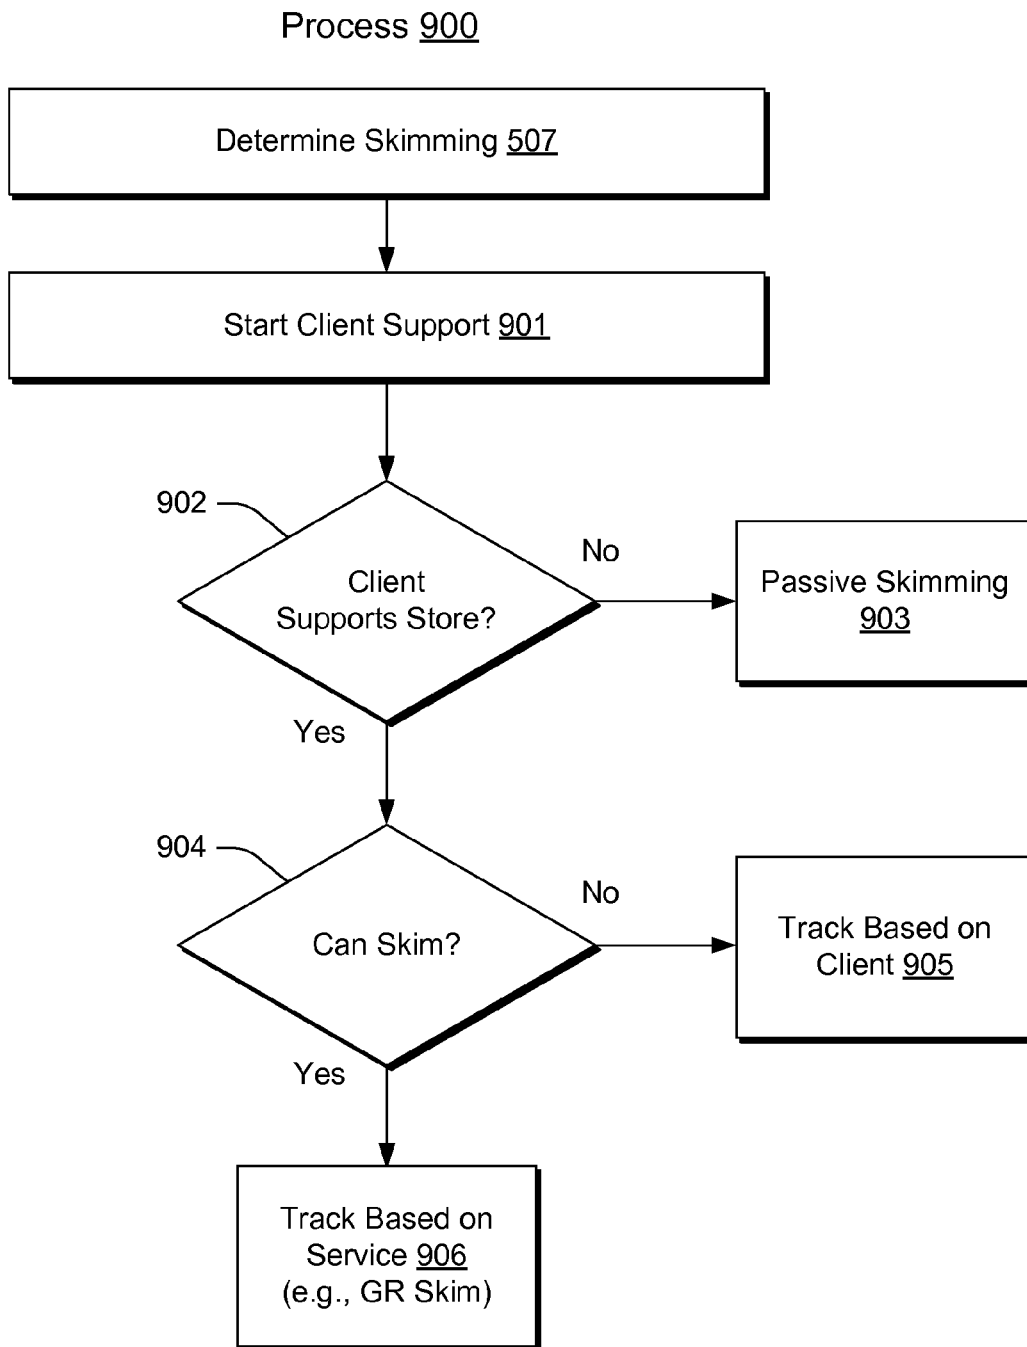 Process 900
Determine Skimming 507
Start Client Support 901
902
Client
Supports Store?
No
Passive Skimming
903
Yes
904
Can Skim?
No
Track Based on
Client 905
Yes
Track Based on
Service 906
(e.g., GR Skim)